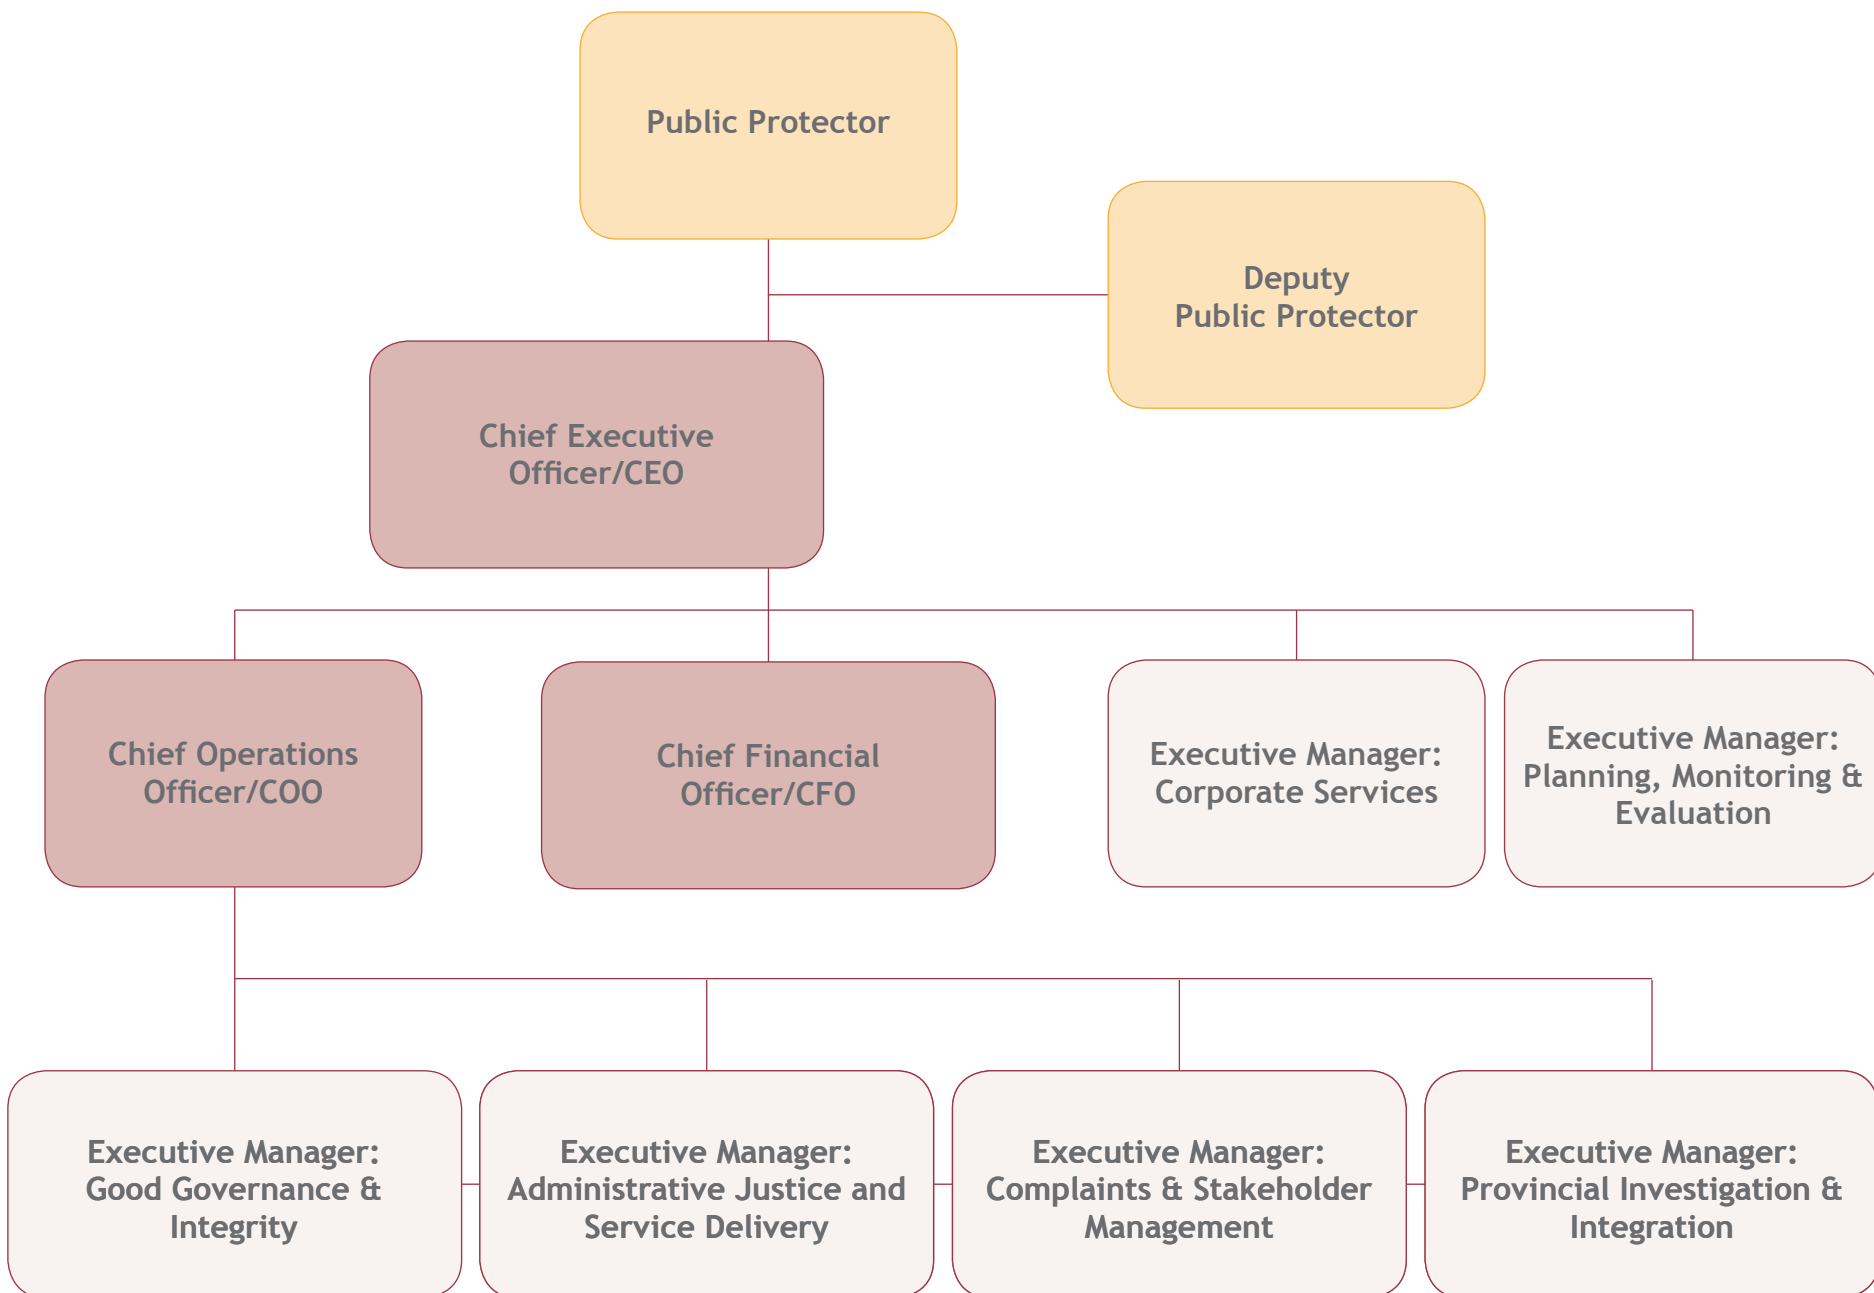 Public Protector
Deputy
Public Protector
Chief Executive
Officer/CEO
Chief Operations
Officer/COO
Chief Financial
Officer/CFO
Executive Manager:
Corporate Services
Executive Manager:
Planning, Monitoring &
Evaluation
Executive Manager:
Good Governance &
Integrity
Executive Manager:
Administrative Justice and
Service Delivery
Executive Manager:
Complaints & Stakeholder
Management
Executive Manager:
Provincial Investigation &
Integration